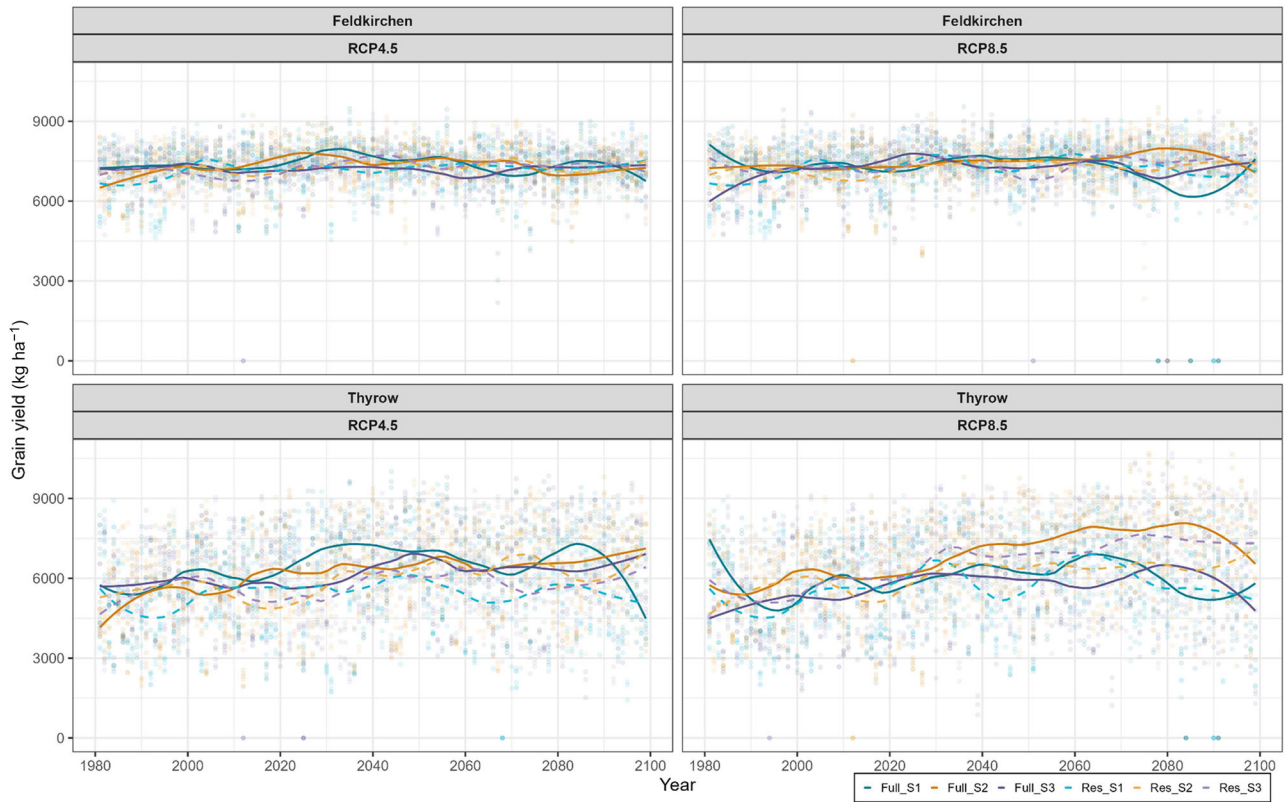 Feldkirchen
Feldkirchen
RCP4.5
RCP8.5
9000
6000
3000
0
Grain yield (kg ha⁻¹)
Thyrow
Thyrow
RCP4.5
RCP8.5
9000
6000
3000
0
1980 2000 2020 2040 2060 2080 2100 1980 2000 2020 2040 2060 2080 2100
Year
Full_S1 Full_S2 Full_S3 Res_S1 Res_S2 Res_S3